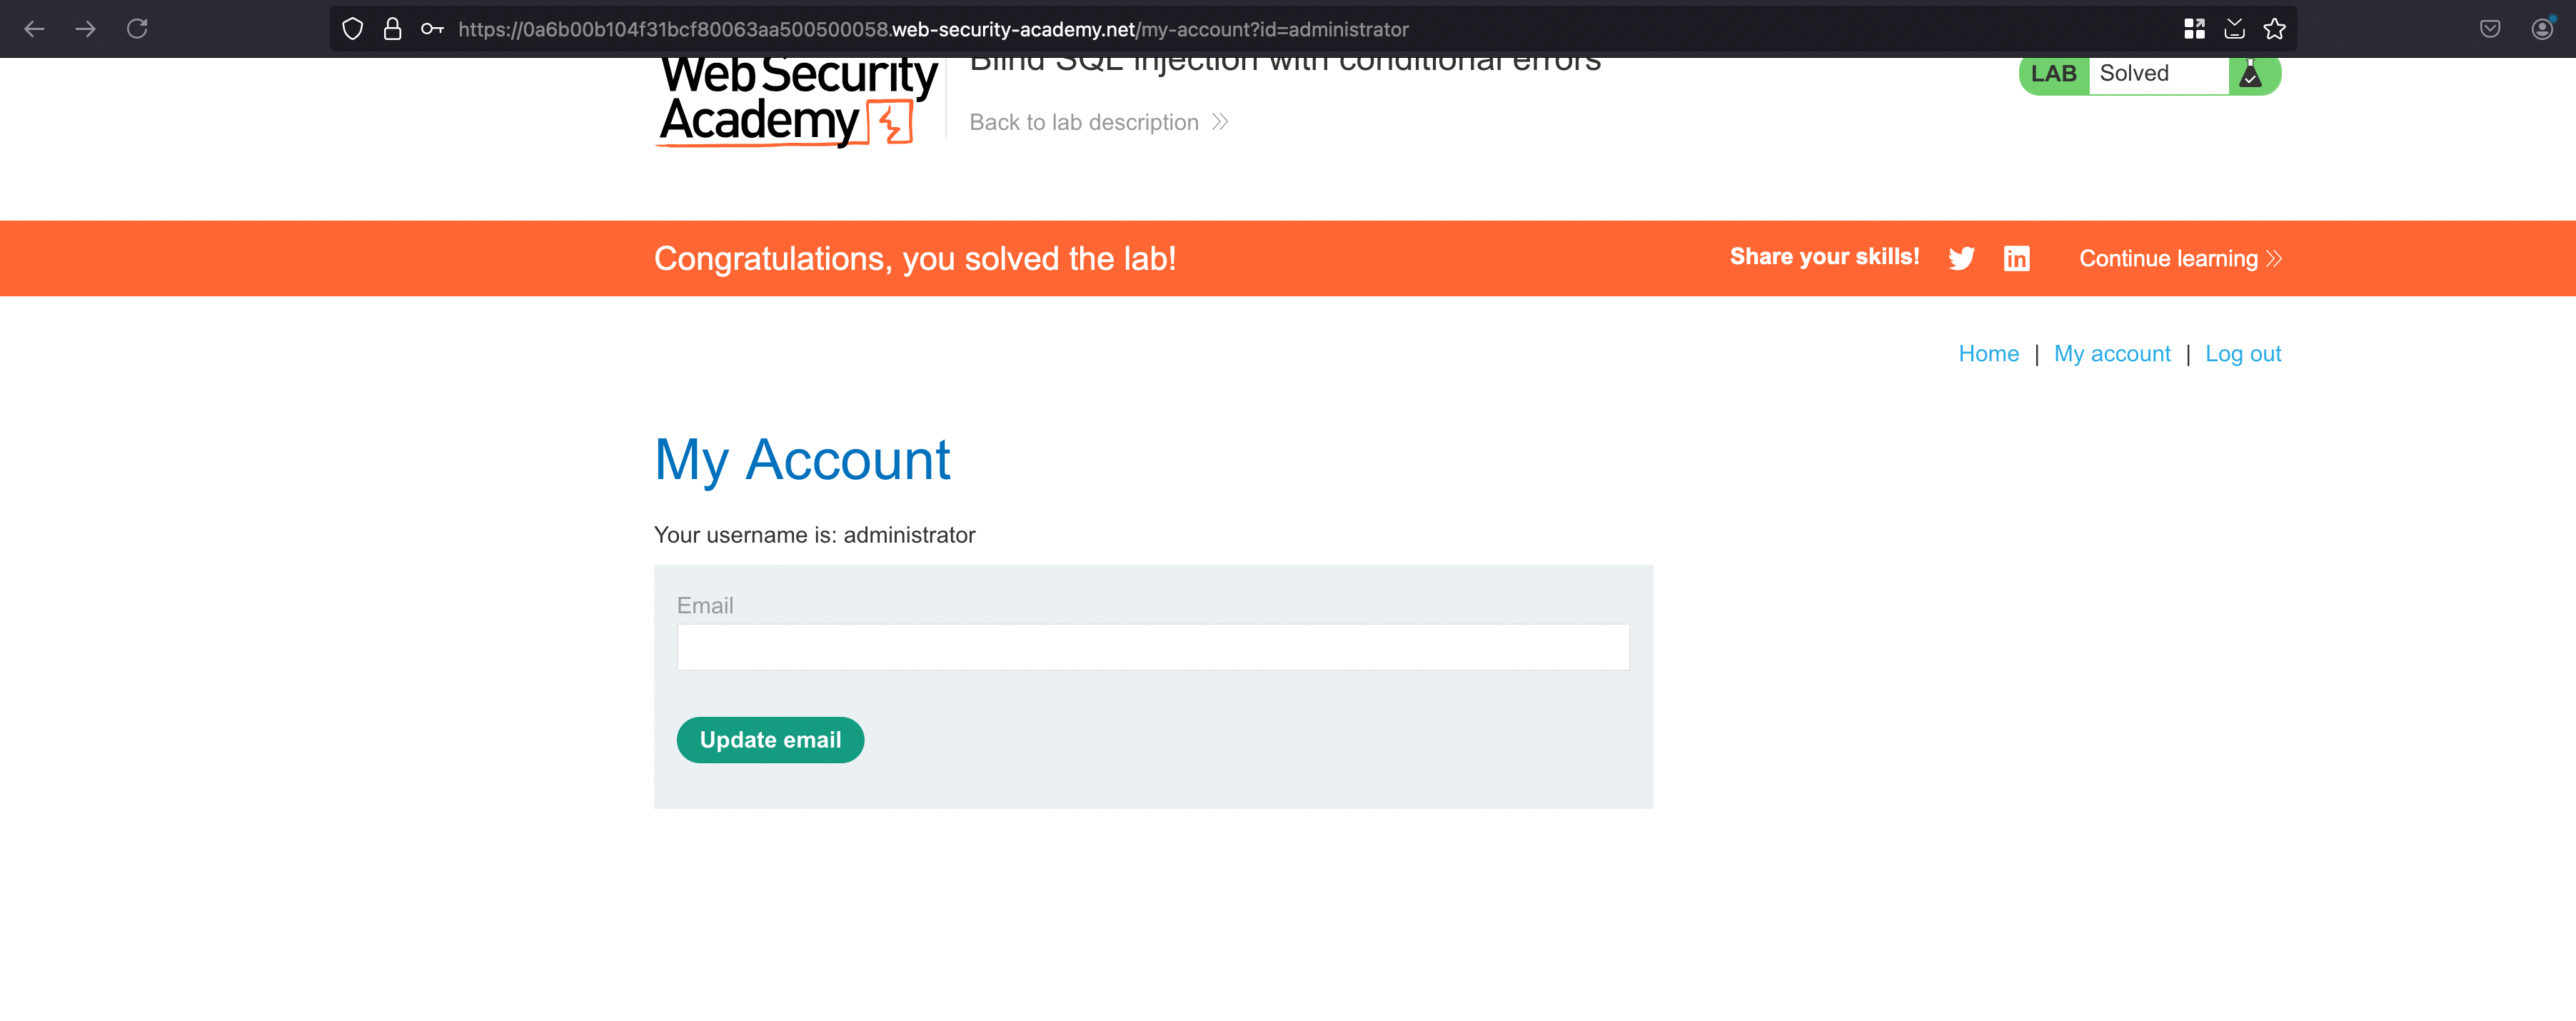 https://0a6b00b104f31bcf80063aa500500058.web-security-academy.net/my-account?id=administrator
WebSecurity
Academy
Blind SQL injection with conditional errors
Back to lab description
LAB Solved
Congratulations, you solved the lab!
Share your skills!
Continue learning
Home | My account | Log out
My Account
Your username is: administrator
Email
Update email